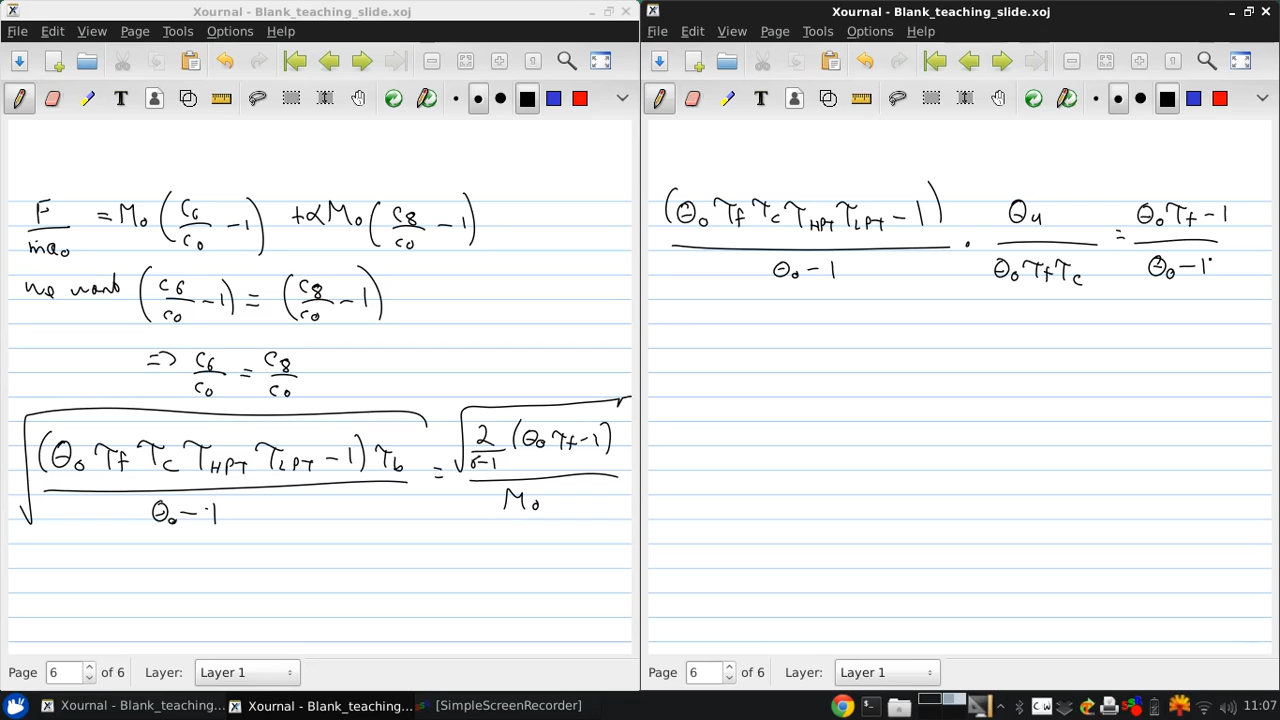 Xournal - Blank_teaching_slide.xoj
File Edit View Page Tools Options Help
F/ṁa₀ = M₀ (c₆/c₀ - 1) + αM₀ (c₈/c₀ - 1)
we want (c₆/c₀ - 1) = (c₈/c₀ - 1)
=> c₆/c₀ = c₈/c₀
√((θ₀ τf τc τHPT τLPT - 1) τb / (θ₀ - 1)) = √(2/(γ-1) (θ₀ τf - 1)) / M₀
Page 6 of 6 Layer: Layer 1
Xournal - Blank_teaching_slide.xoj
File Edit View Page Tools Options Help
(θ₀ τf τc τHPT τLPT - 1) / (θ₀ - 1) · θ₄ / (θ₀ τf τc) = (θ₀ τf - 1) / (θ₀ - 1)
Page 6 of 6 Layer: Layer 1
Xournal - Blank_teaching.... Xournal - Blank_teaching.... [SimpleScreenRecorder] 11:07